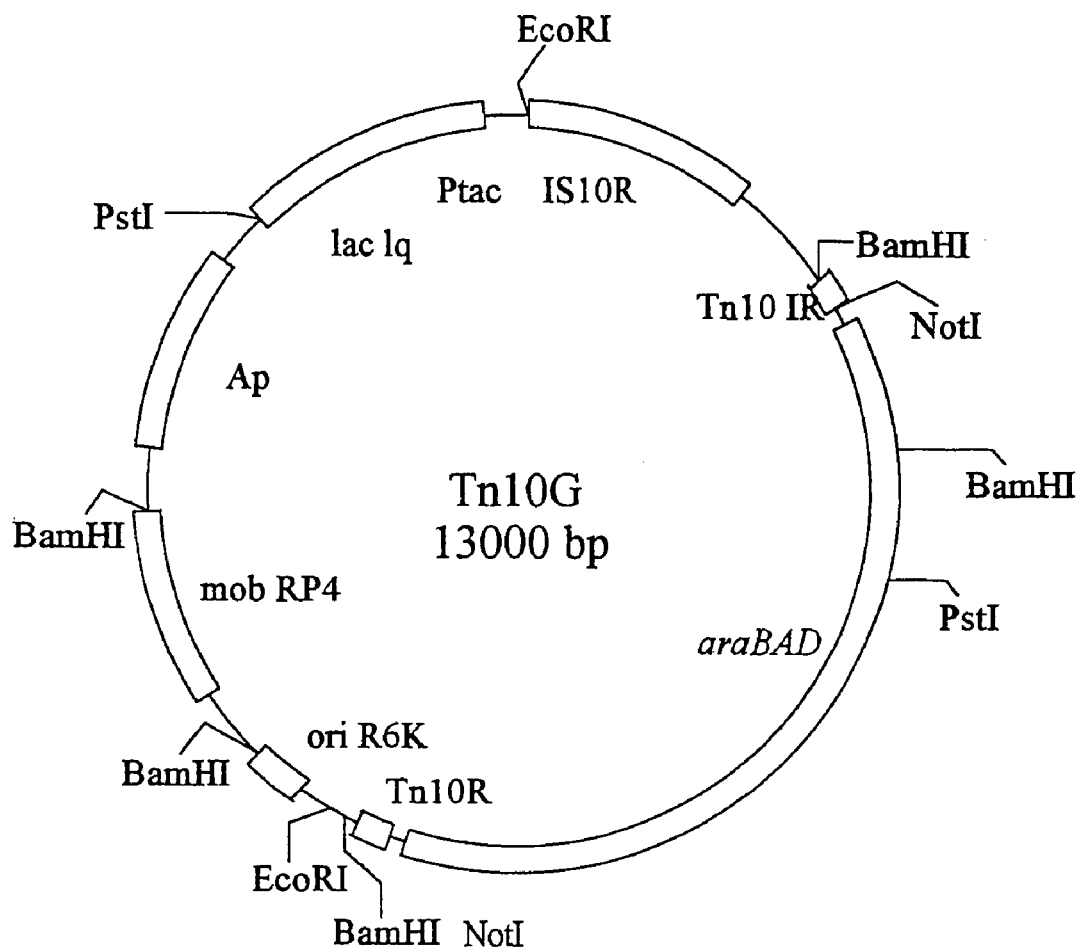 EcoRI
Ptac
IS10R
PstI
lac lq
BamHI
Tn10 IR
NotI
Ap
Tn10G
13000 bp
BamHI
BamHI
mob RP4
PstI
araBAD
ori R6K
BamHI
Tn10R
EcoRI
BamHI NotI